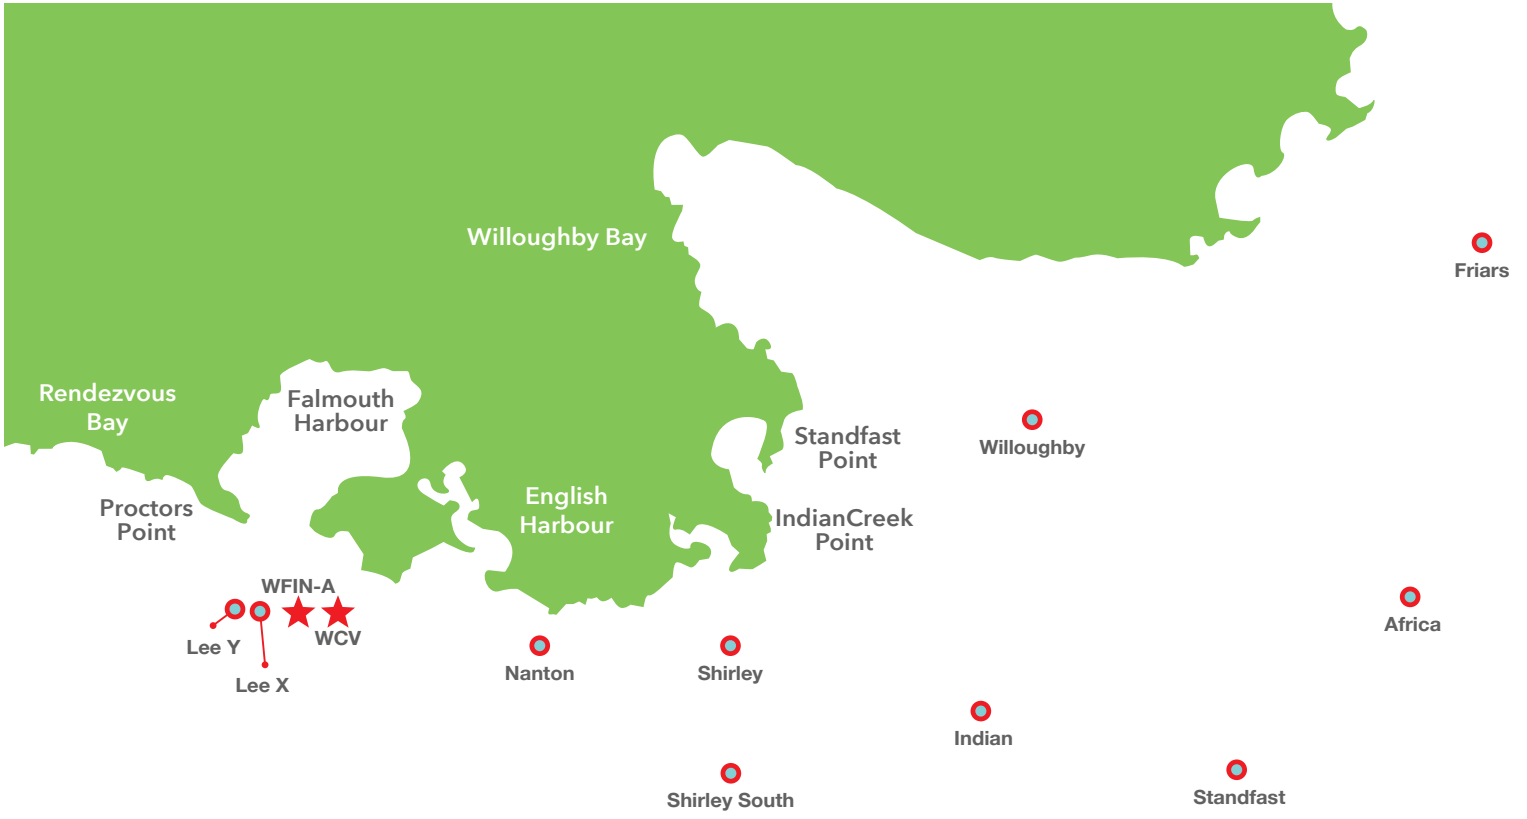 Willoughby Bay
Friars
Rendezvous
Bay
Falmouth
Harbour
Standfast
Point
Willoughby
Proctors
Point
English
Harbour
IndianCreek
Point
WFIN-A
WCV
Lee Y
Lee X
Nanton
Shirley
Africa
Indian
Shirley South
Standfast